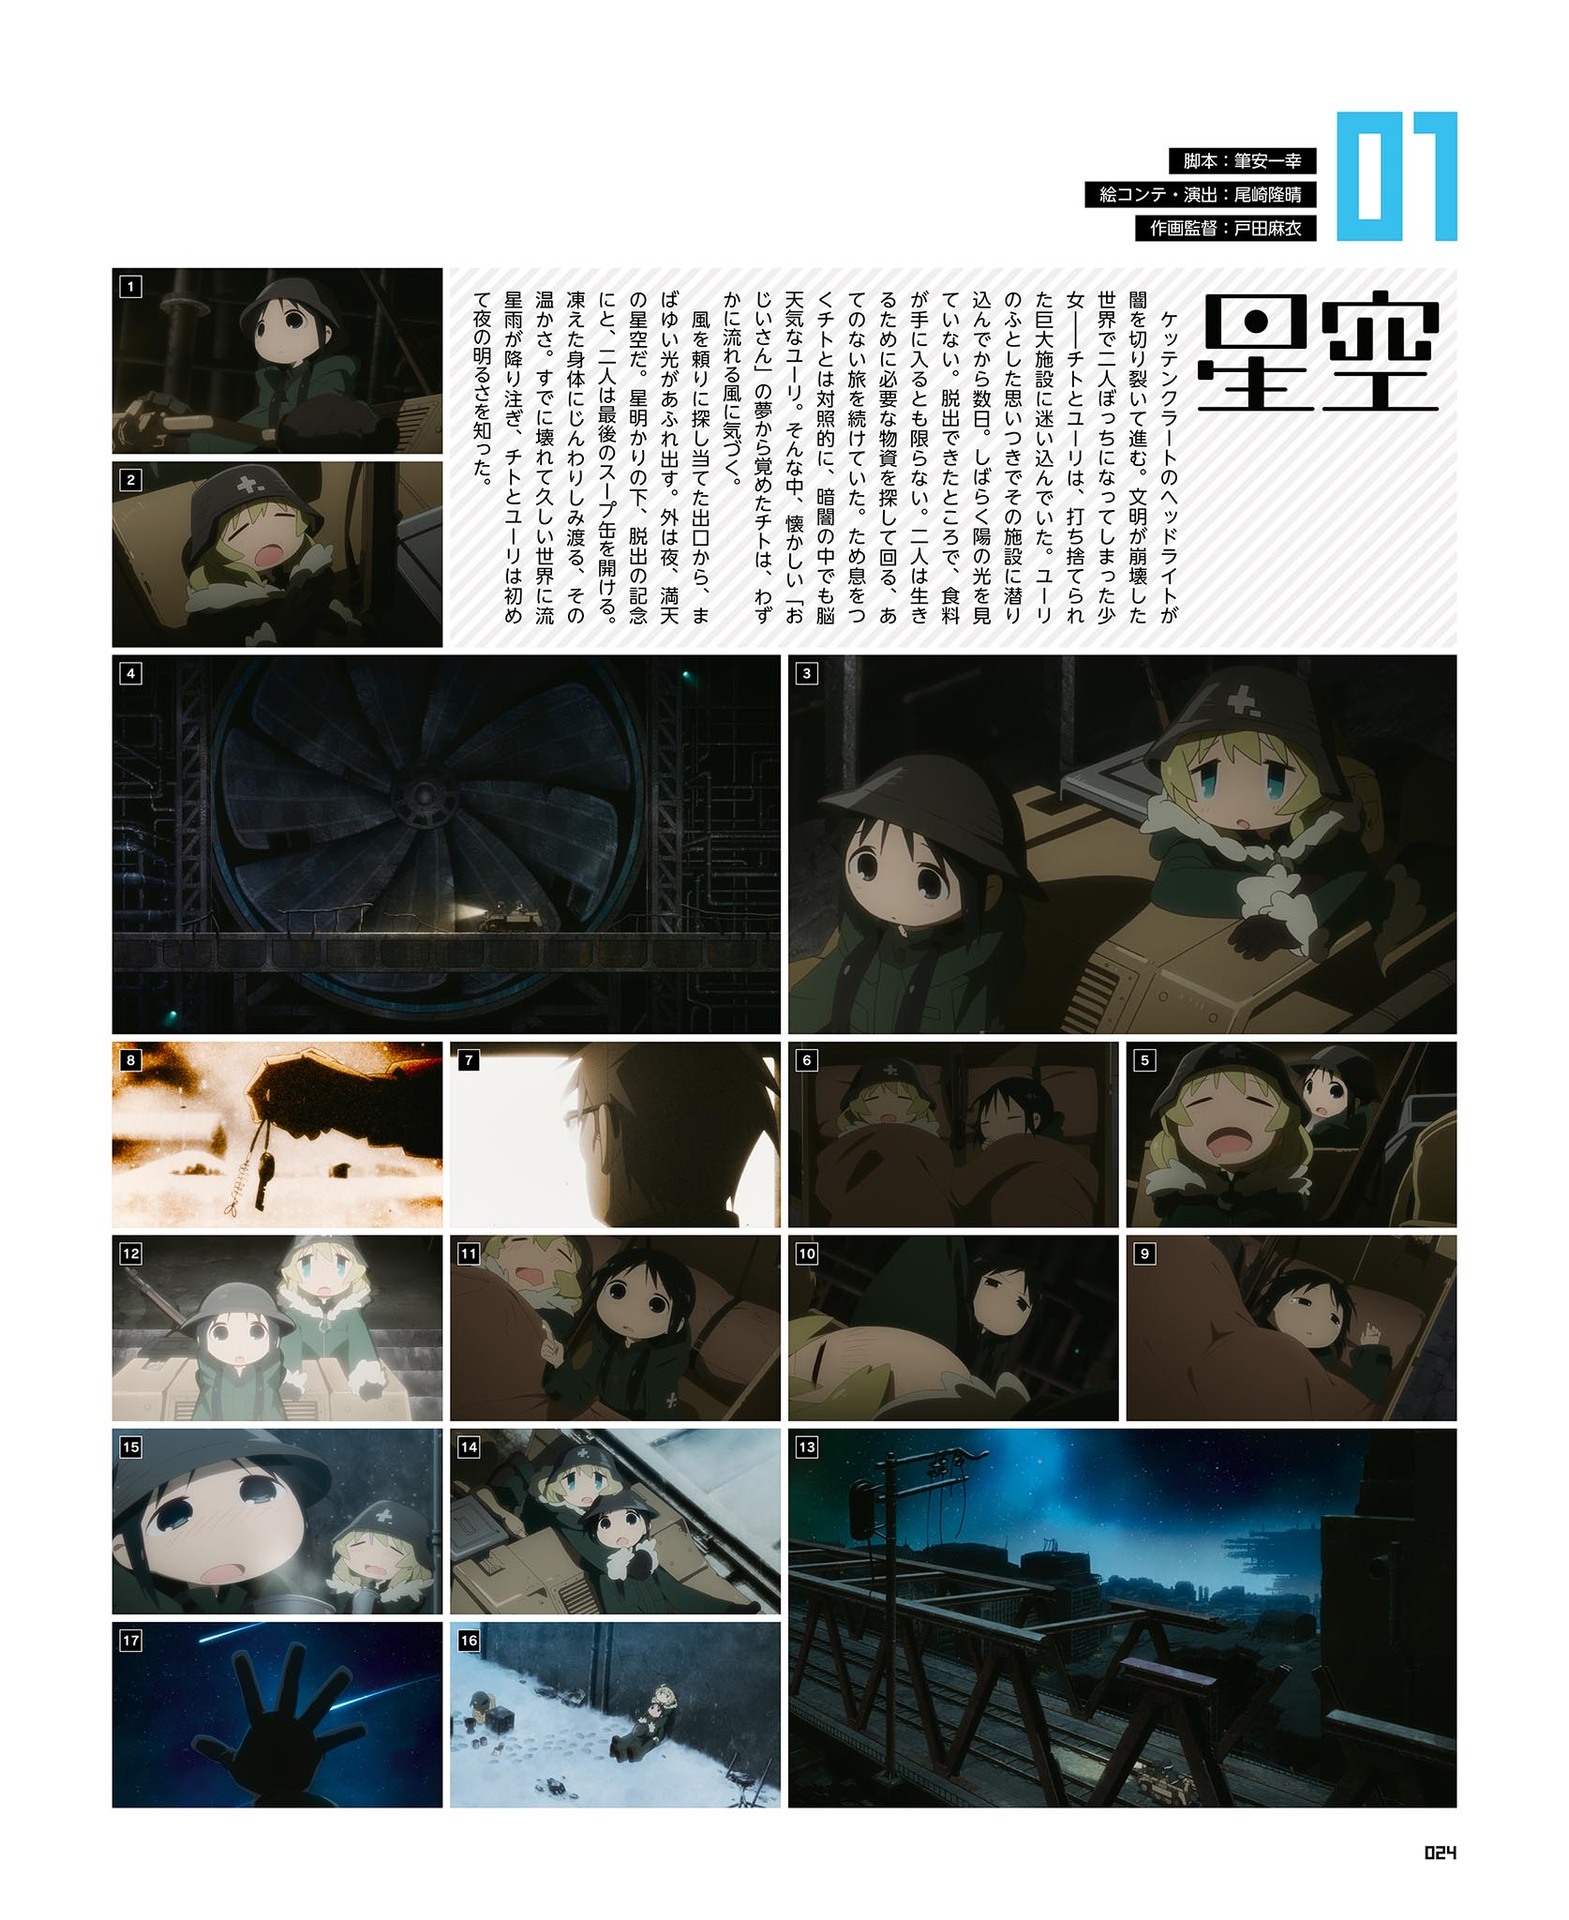 01
脚本：筆安一幸
絵コンテ・演出：尾崎隆晴
作画監督：戸田麻衣
星空
ケッテンクラートのヘッドライトが
闇を切り裂いて進む。文明が崩壊した
世界で二人ぼっちになってしまった少
女――チトとユーリは、打ち捨てられ
た巨大施設に迷い込んでいた。ユーリ
のふとした思いつきでその施設に潜り
込んでから数日。しばらく陽の光を見
ていない。脱出できたところで、食料
が手に入るとも限らない。二人は生き
るために必要な物資を探して回る、あ
てのない旅を続けていた。ため息をつ
くチトとは対照的に、暗闇の中でも脳
天気なユーリ。そんな中、懐かしい「お
じいさん」の夢から覚めたチトは、わず
かに流れる風に気づく。
風を頼りに探し当てた出口から、ま
ばゆい光があふれ出す。外は夜、満天
の星空だ。星明かりの下、脱出の記念
にと、二人は最後のスープ缶を開ける。
凍えた身体にじんわりしみ渡る、その
温かさ。すでに壊れて久しい世界に流
星雨が降り注ぎ、チトとユーリは初め
て夜の明るさを知った。
1
2
3
4
5
6
7
8
9
10
11
12
13
14
15
16
17
024